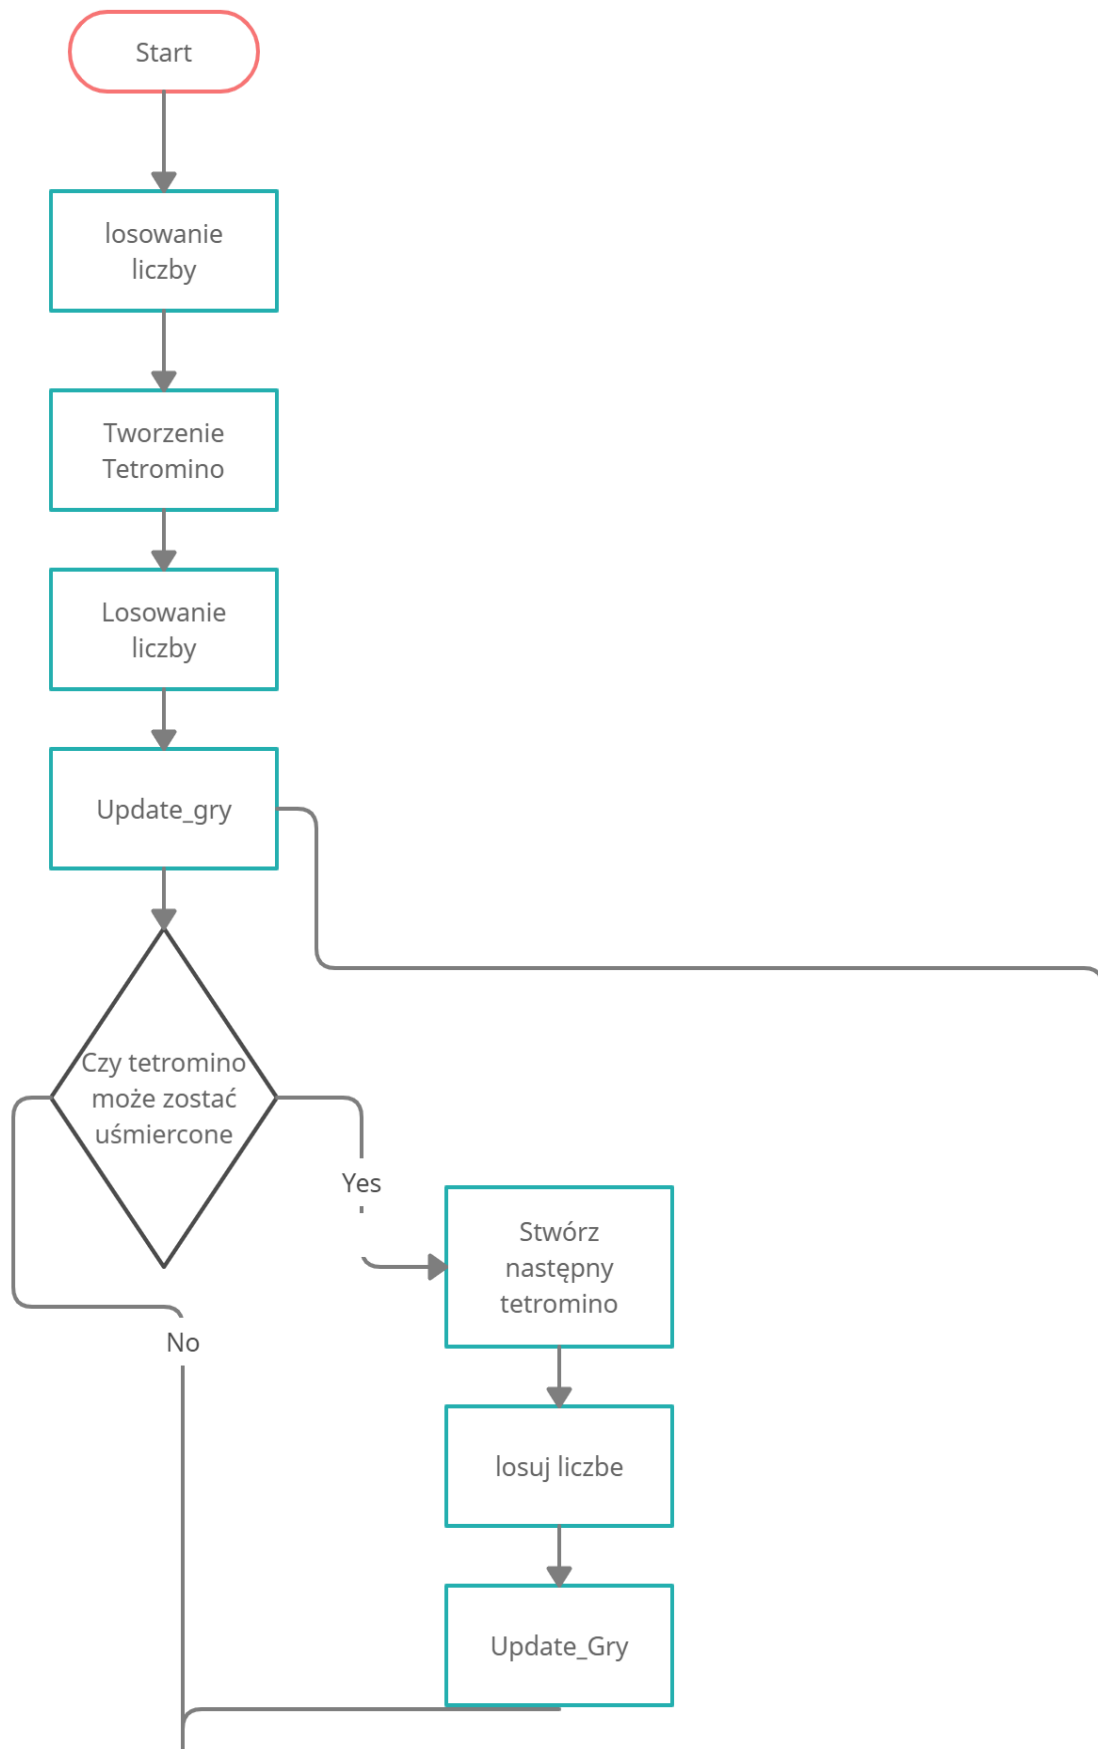 Start
losowanie
liczby
Tworzenie
Tetromino
Losowanie
liczby
Update_gry
Czy tetromino
może zostać
uśmiercone
Yes
No
Stwórz
następny
tetromino
losuj liczbe
Update_Gry